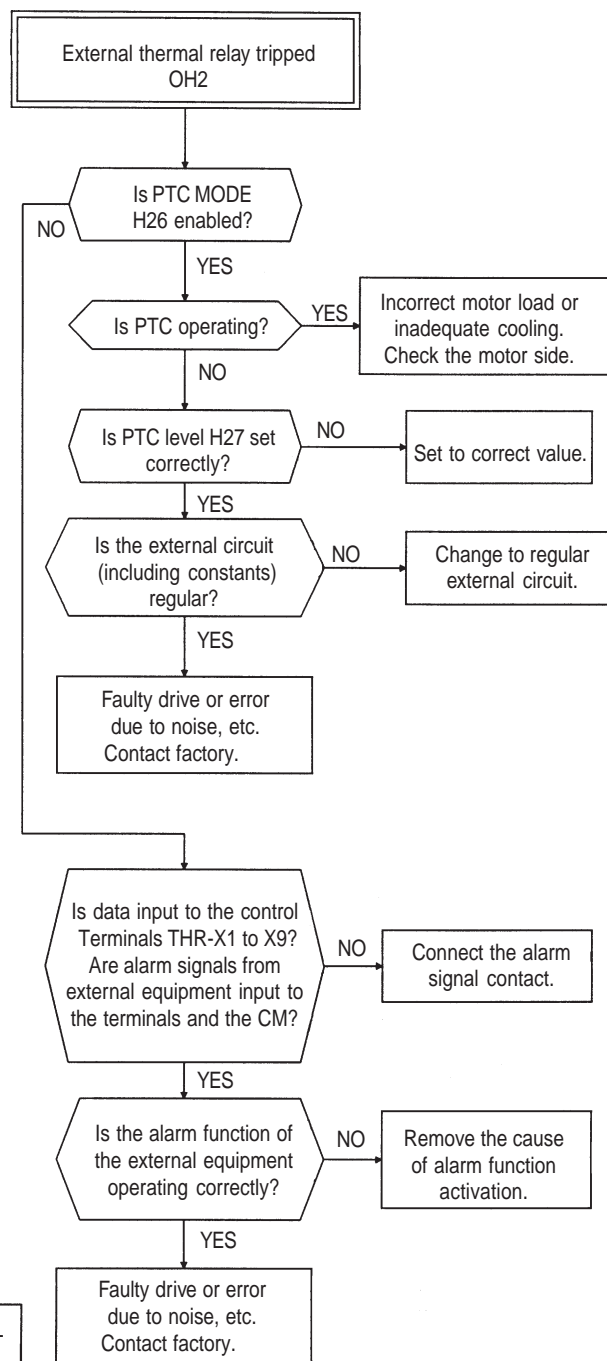 External thermal relay tripped
OH2
Is PTC MODE
H26 enabled?
NO
YES
Is PTC operating?
YES
Incorrect motor load or
inadequate cooling.
Check the motor side.
NO
Is PTC level H27 set
correctly?
NO
Set to correct value.
YES
Is the external circuit
(including constants)
regular?
NO
Change to regular
external circuit.
YES
Faulty drive or error
due to noise, etc.
Contact factory.
Is data input to the control
Terminals THR-X1 to X9?
Are alarm signals from
external equipment input to
the terminals and the CM?
NO
Connect the alarm
signal contact.
YES
Is the alarm function of
the external equipment
operating correctly?
NO
Remove the cause
of alarm function
activation.
YES
Faulty drive or error
due to noise, etc.
Contact factory.